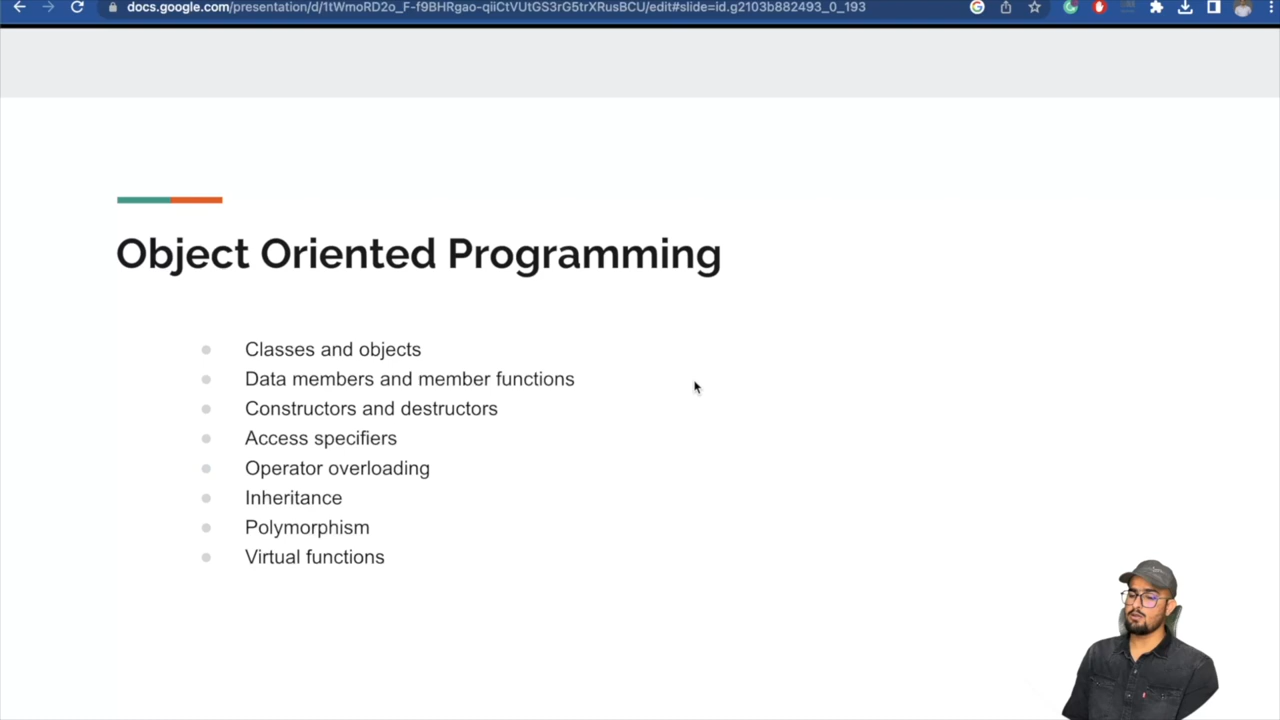 docs.google.com/presentation/d/1tWmoRD2o_F-f9BHRgao-qiiCtVUtGS3rG5trXRusBCU/edit#slide=id.g2103b882493_0_193
Object Oriented Programming
Classes and objects
Data members and member functions
Constructors and destructors
Access specifiers
Operator overloading
Inheritance
Polymorphism
Virtual functions